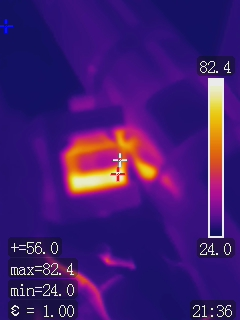 82.4
24.0
+=56.0
max=82.4
min=24.0
ε = 1.00
21:36